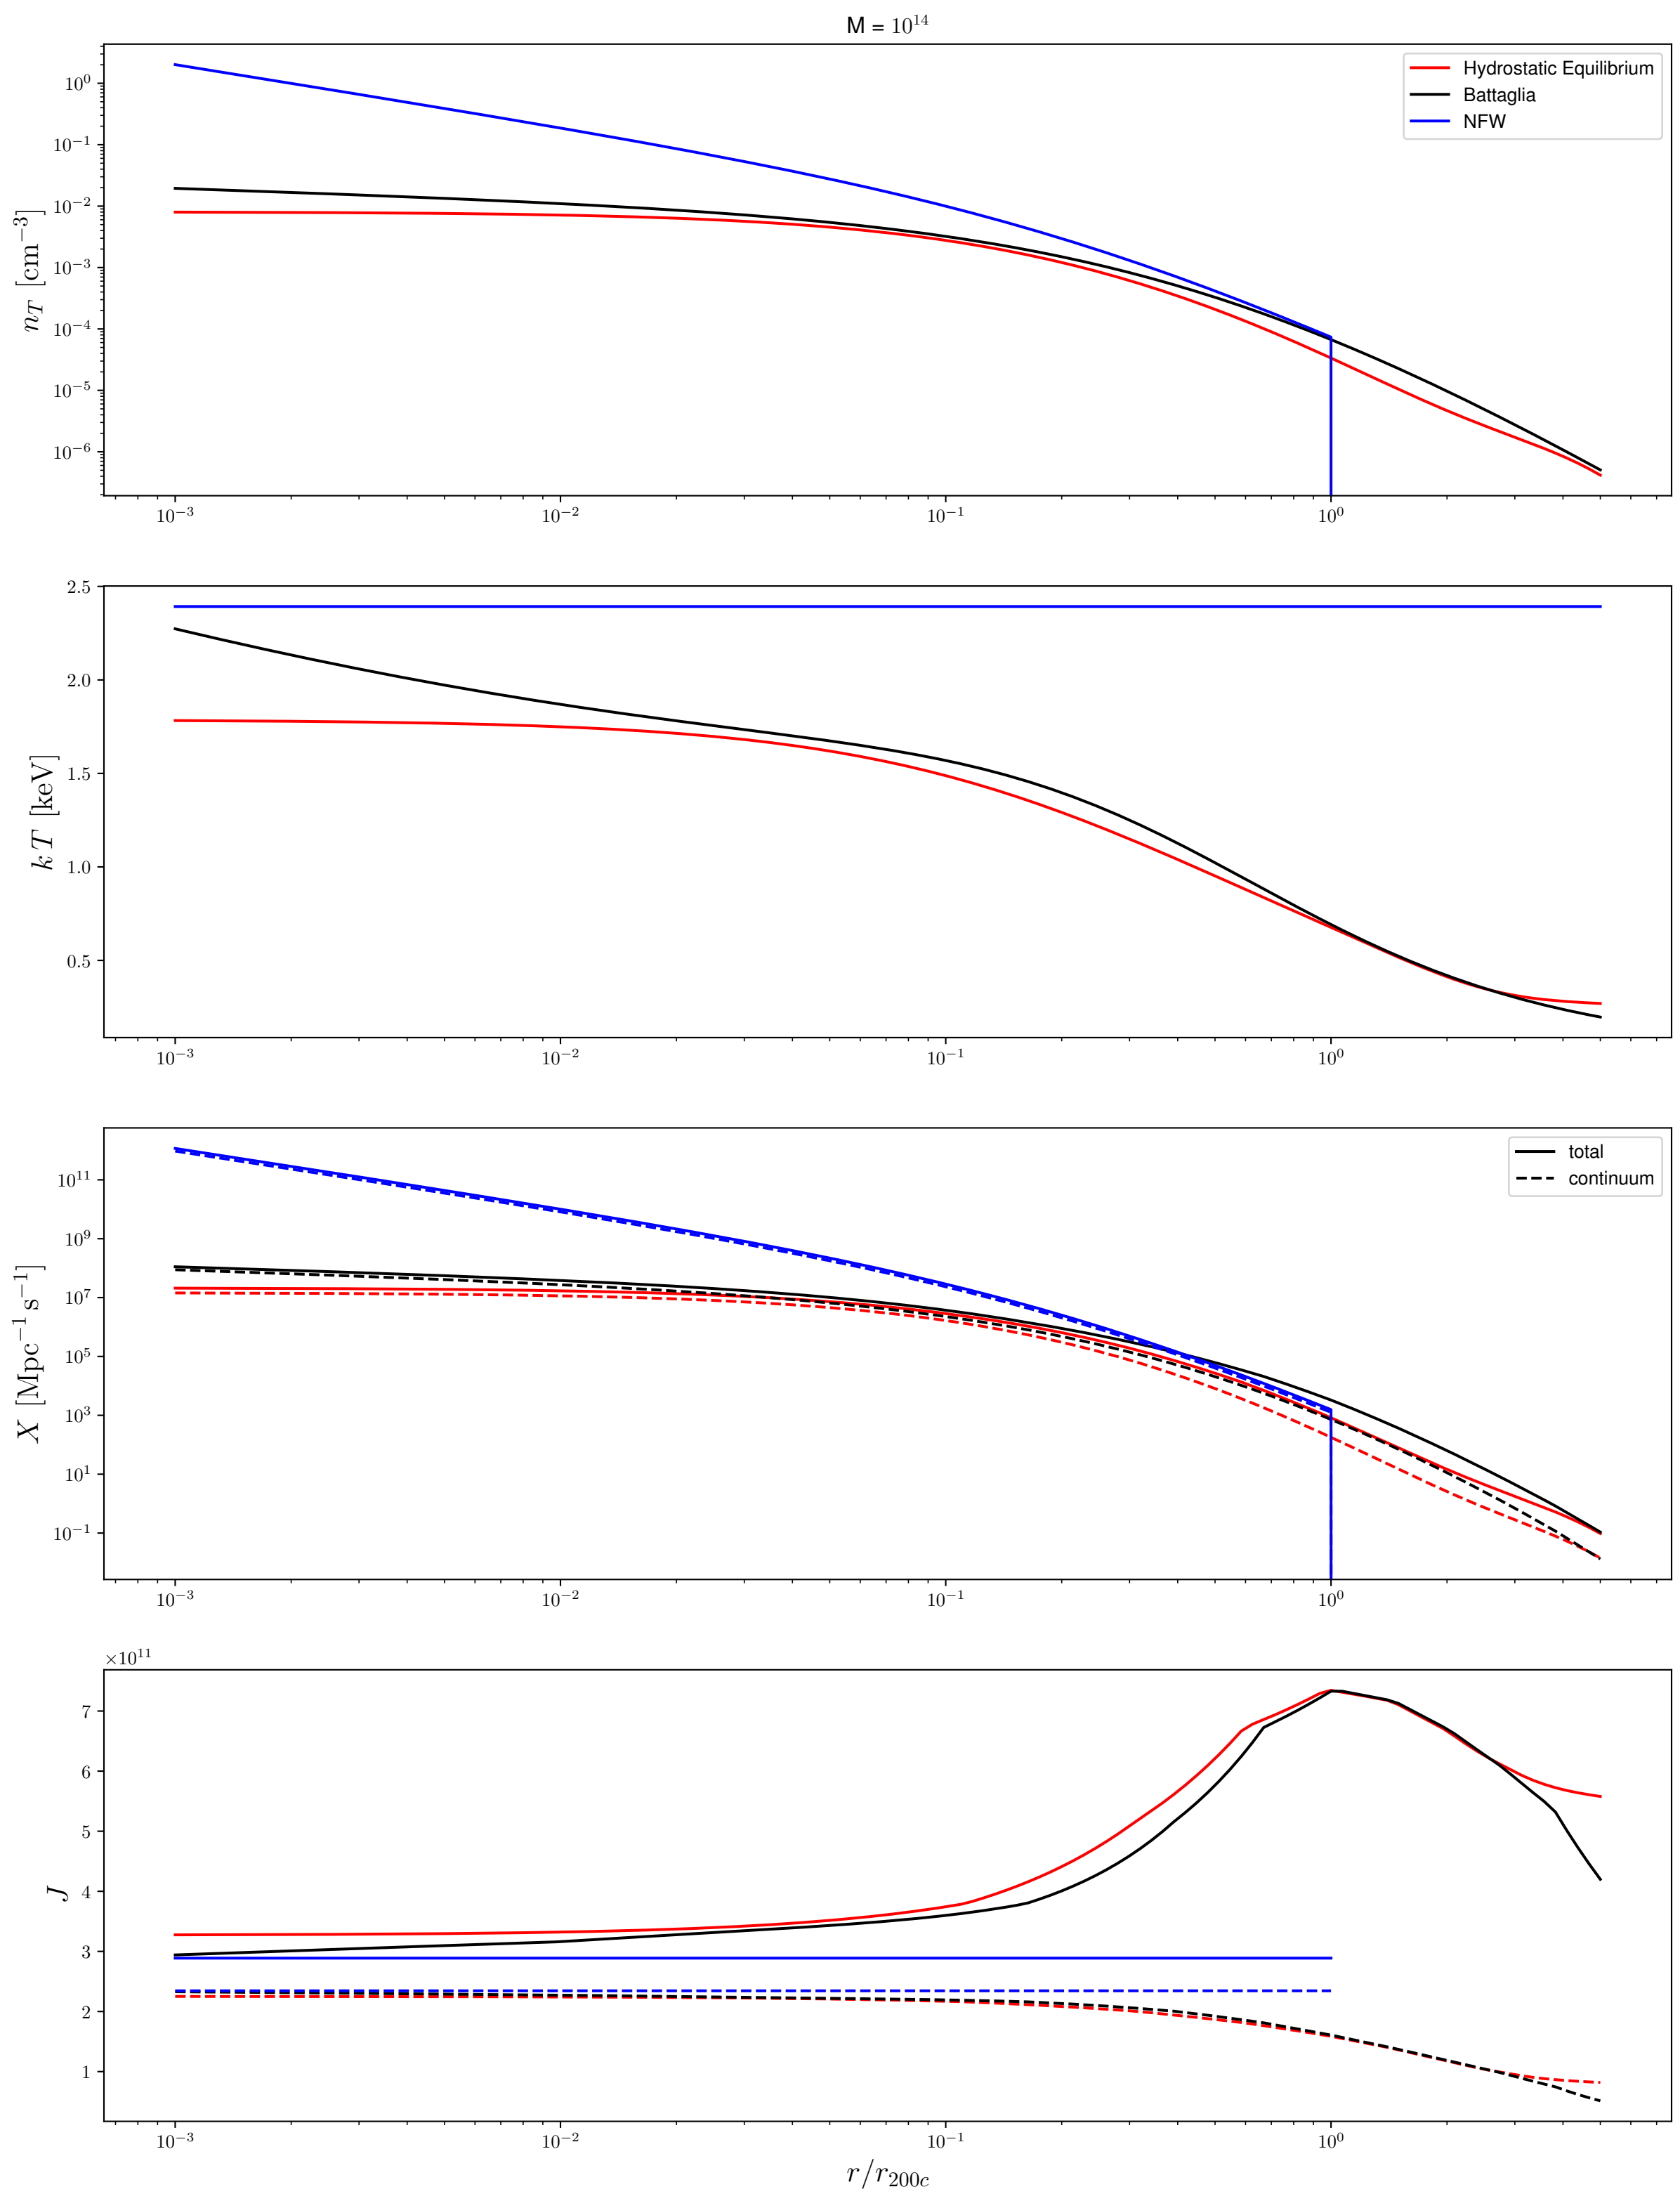 M = 10^14
n_T [cm^−3]
10^0
10^−1
10^−2
10^−3
10^−4
10^−5
10^−6
Hydrostatic Equilibrium
Battaglia
NFW
10^−3 10^−2 10^−1 10^0
k T [keV]
2.5
2.0
1.5
1.0
0.5
10^−3 10^−2 10^−1 10^0
X [Mpc^−1 s^−1]
10^11
10^9
10^7
10^5
10^3
10^1
10^−1
total
continuum
10^−3 10^−2 10^−1 10^0
×10^11
J
7
6
5
4
3
2
1
10^−3 10^−2 10^−1 10^0
r/r_200c